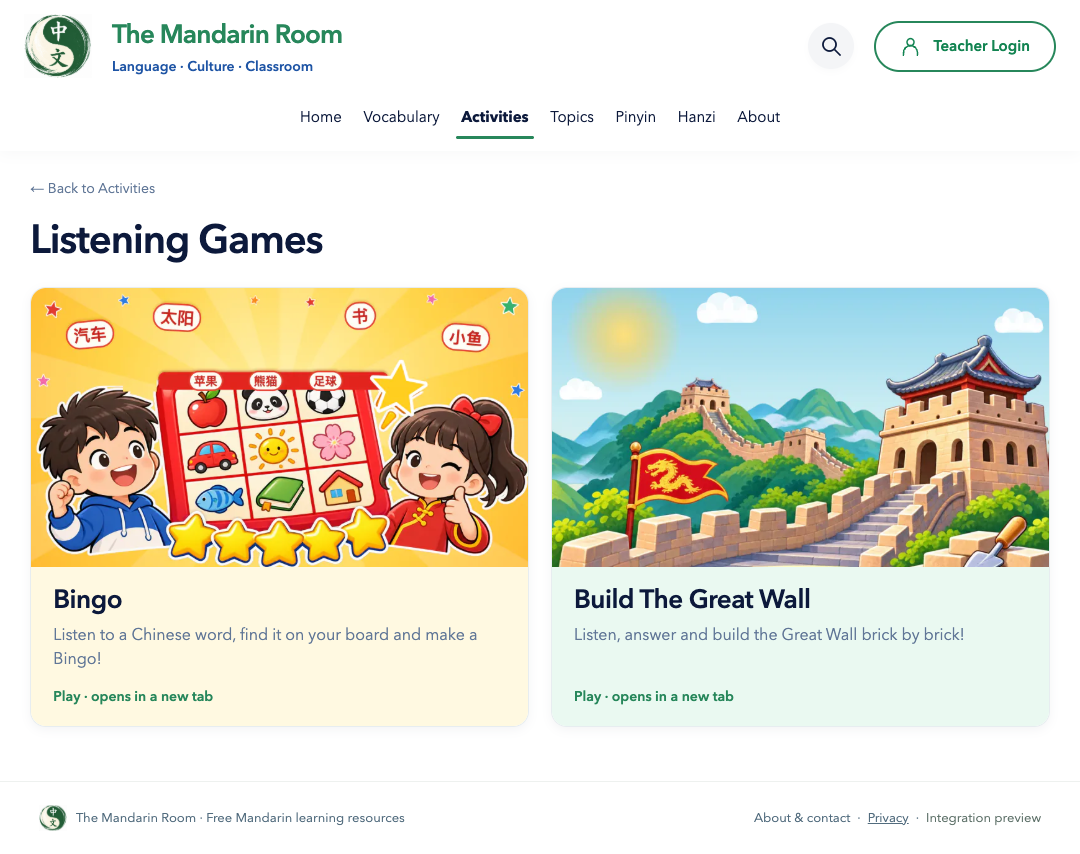 中
文
The Mandarin Room
Language · Culture · Classroom
Teacher Login
Home Vocabulary Activities Topics Pinyin Hanzi About
← Back to Activities
Listening Games
汽车
太阳
书
小鱼
苹果
熊猫
足球
Bingo
Listen to a Chinese word, find it on your board and make a
Bingo!
Play · opens in a new tab
Build The Great Wall
Listen, answer and build the Great Wall brick by brick!
Play · opens in a new tab
中
文
The Mandarin Room · Free Mandarin learning resources
About & contact · Privacy · Integration preview